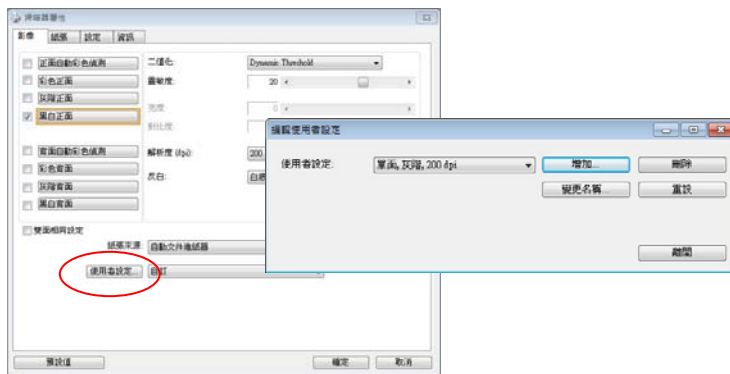 掃描器屬性
影像 紙張 設定 資訊
正面自動彩色偵測
彩色正面
灰階正面
黑白正面
背面自動彩色偵測
彩色背面
灰階背面
黑白背面
二值化: Dynamic Threshold
靈敏度: 20
亮度: 0
對比度:
解析度 (dpi): 200
反白:
雙面相同設定
紙張來源: 自動文件進紙器
使用者設定... 自訂
預設值 確定 取消
編輯使用者設定
使用者設定: 單面, 灰階, 200 dpi 增加... 刪除
變更名稱... 重設
離開